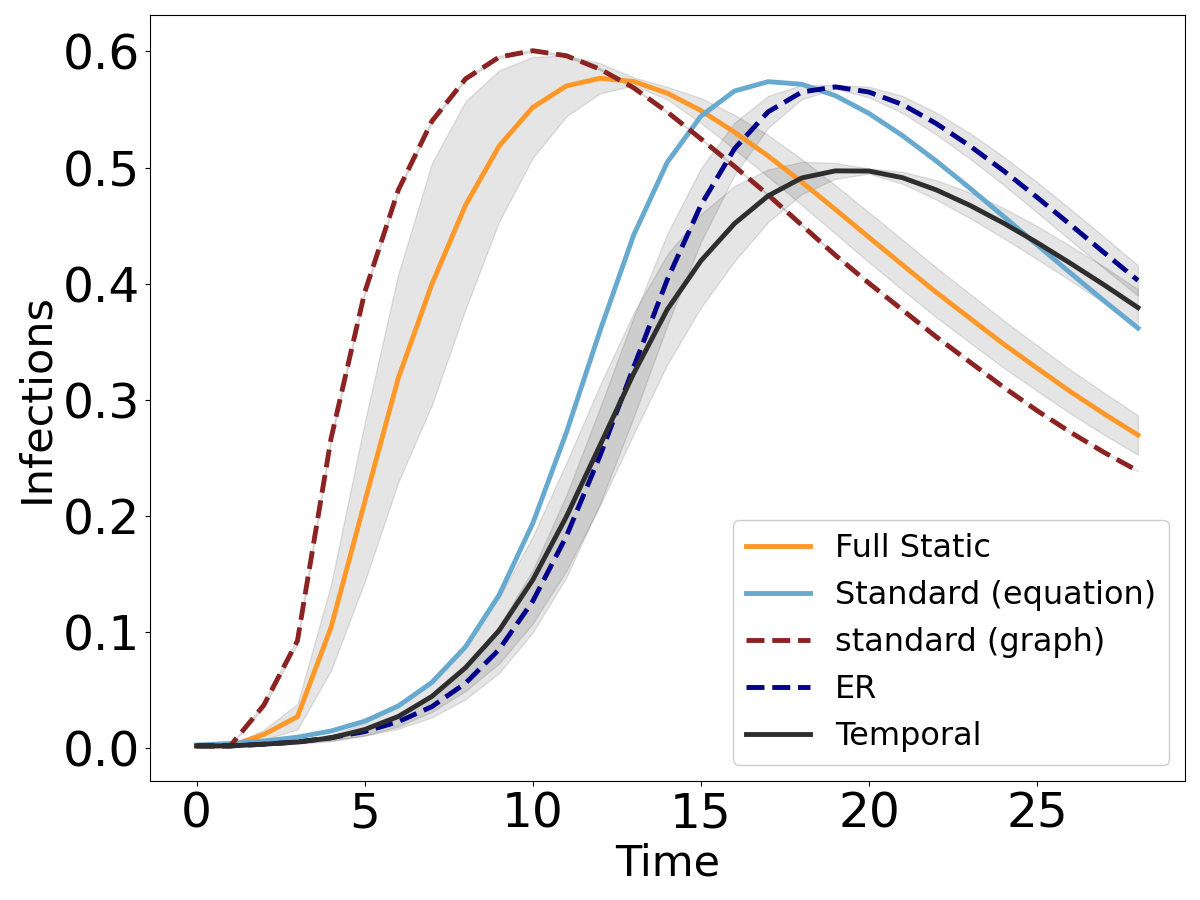 Infections
0.6
0.5
0.4
0.3
0.2
0.1
0.0
0 5 10 15 20 25
Time
Full Static
Standard (equation)
standard (graph)
ER
Temporal